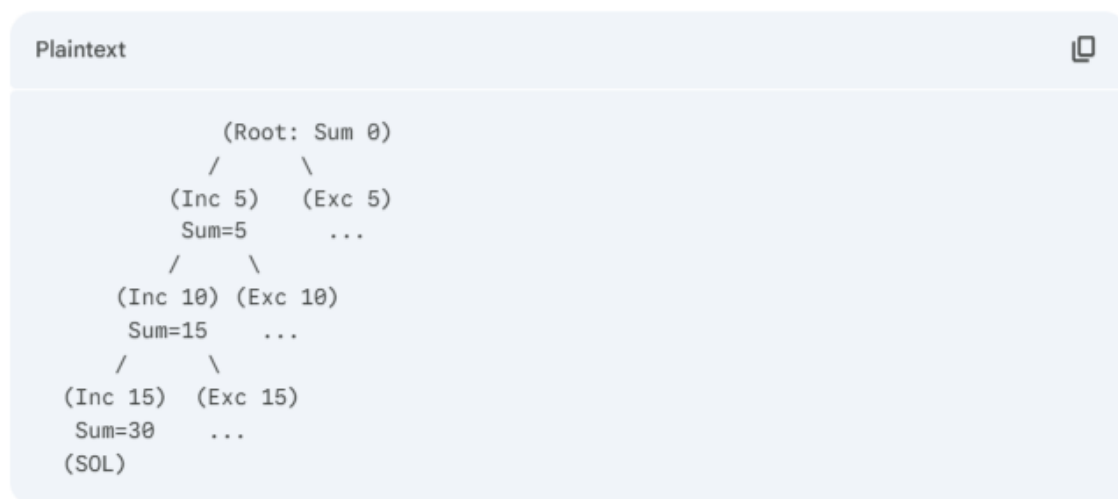 Plaintext
(Root: Sum 0)
/ \
(Inc 5) (Exc 5)
Sum=5 ...
/ \
(Inc 10) (Exc 10)
Sum=15 ...
/ \
(Inc 15) (Exc 15)
Sum=30 ...
(SOL)